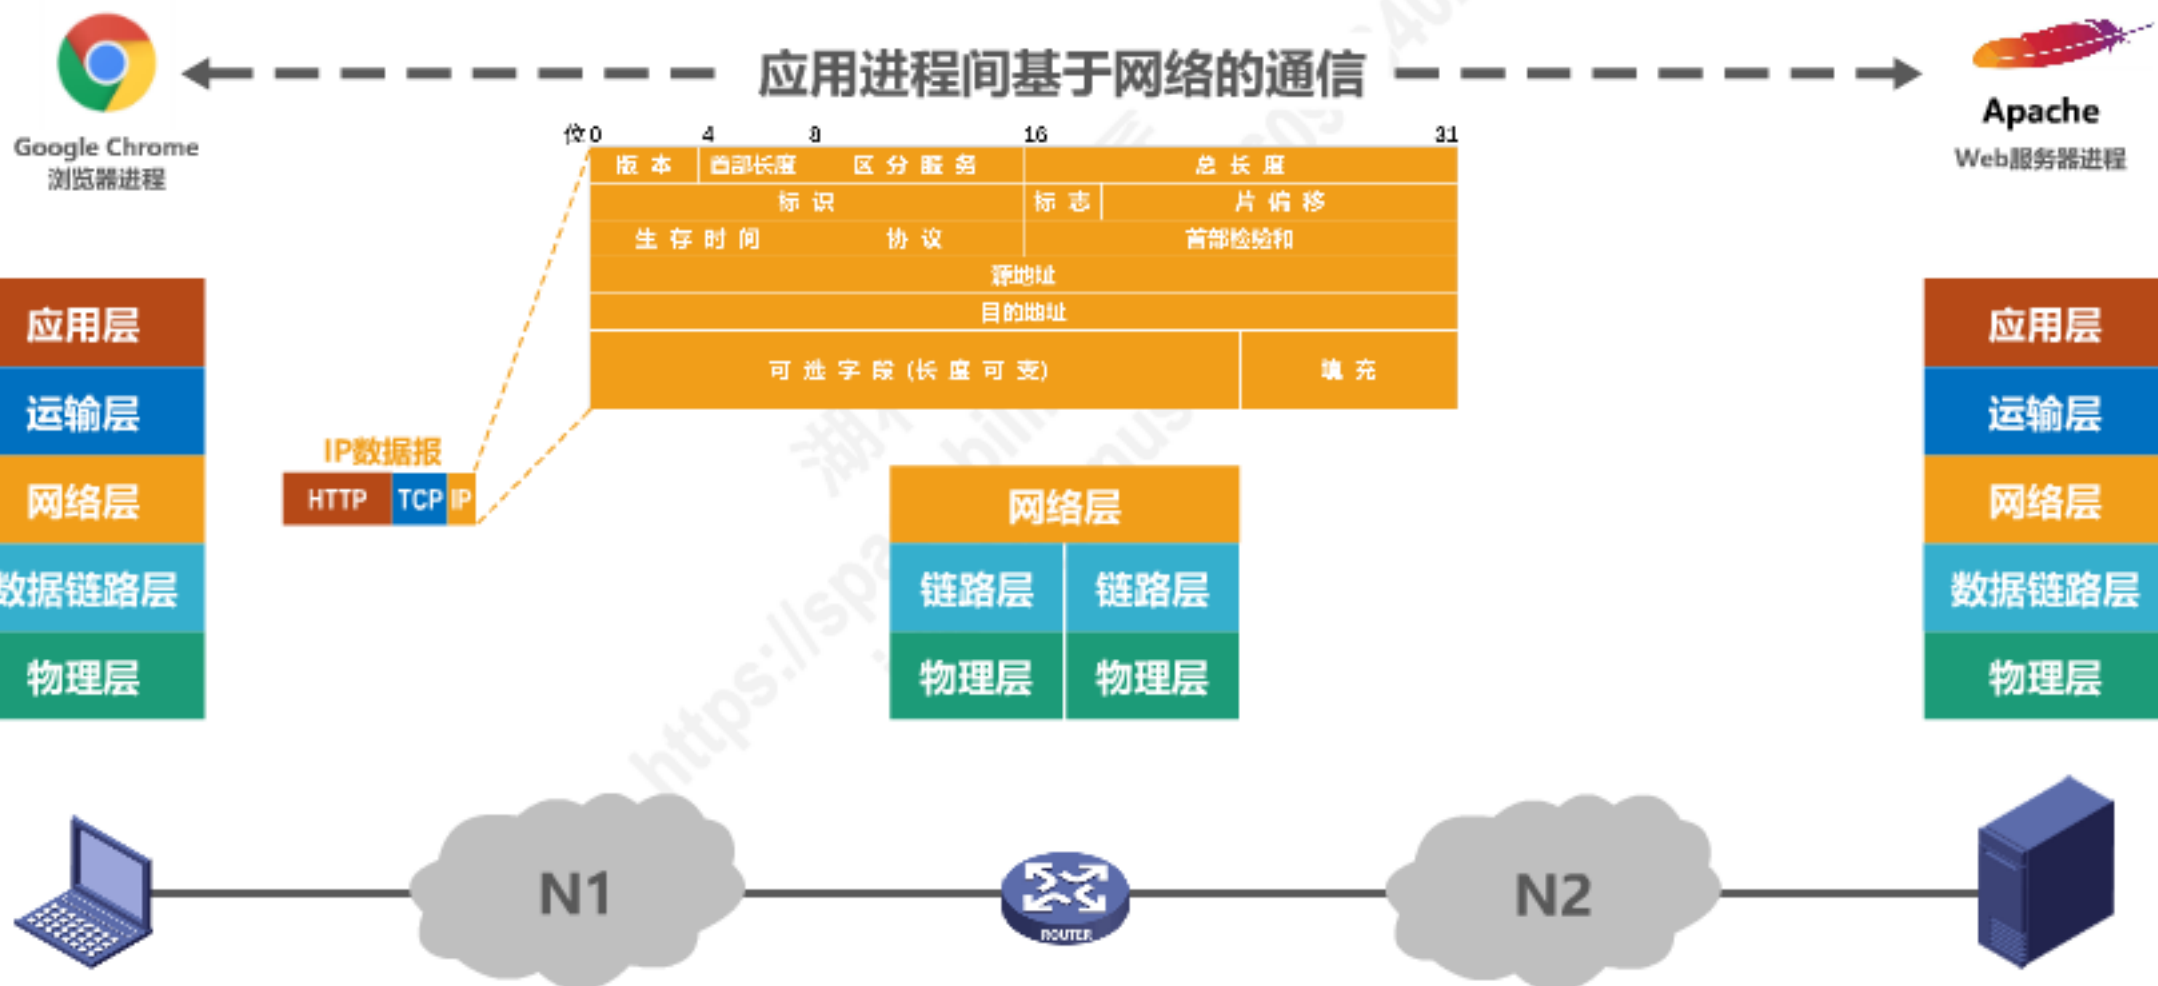 应用进程间基于网络的通信
Google Chrome
浏览器进程
Apache
Web服务器进程
位 0 4 8 16 31
版本 首部长度 区分服务 总长度
标识 标志 片偏移
生存时间 协议 首部检验和
源地址
目的地址
可选字段(长度可变) 填充
应用层
运输层
网络层
数据链路层
物理层
IP数据报
HTTP TCP IP
网络层
链路层 链路层
物理层 物理层
应用层
运输层
网络层
数据链路层
物理层
N1
ROUTER
N2